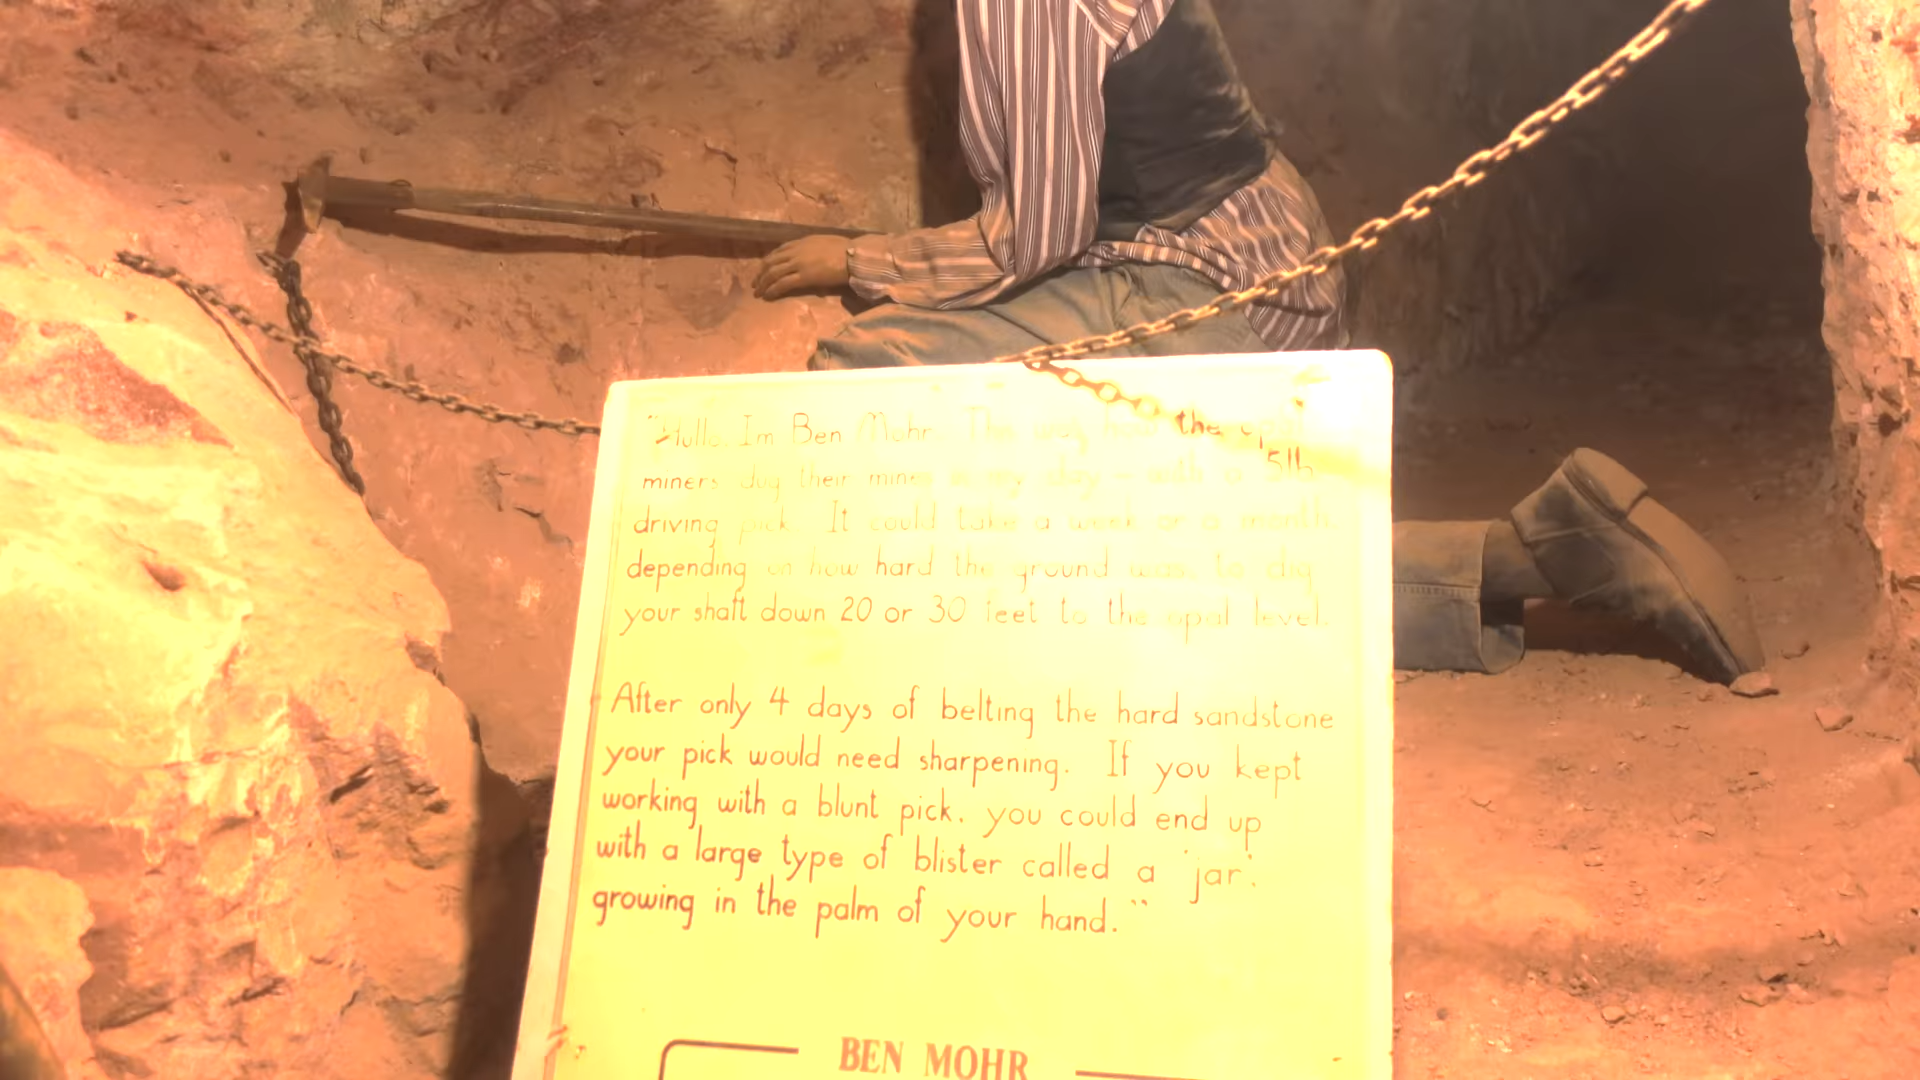 "Hullo. Im Ben Mohr. This was how the opal
miners dug their mines in my day - with a 5lb
driving pick. It could take a week or a month
depending on how hard the ground was, to dig
your shaft down 20 or 30 feet to the opal level.
After only 4 days of belting the hard sandstone
your pick would need sharpening. If you kept
working with a blunt pick, you could end up
with a large type of blister called a 'jar',
growing in the palm of your hand."
BEN MOHR